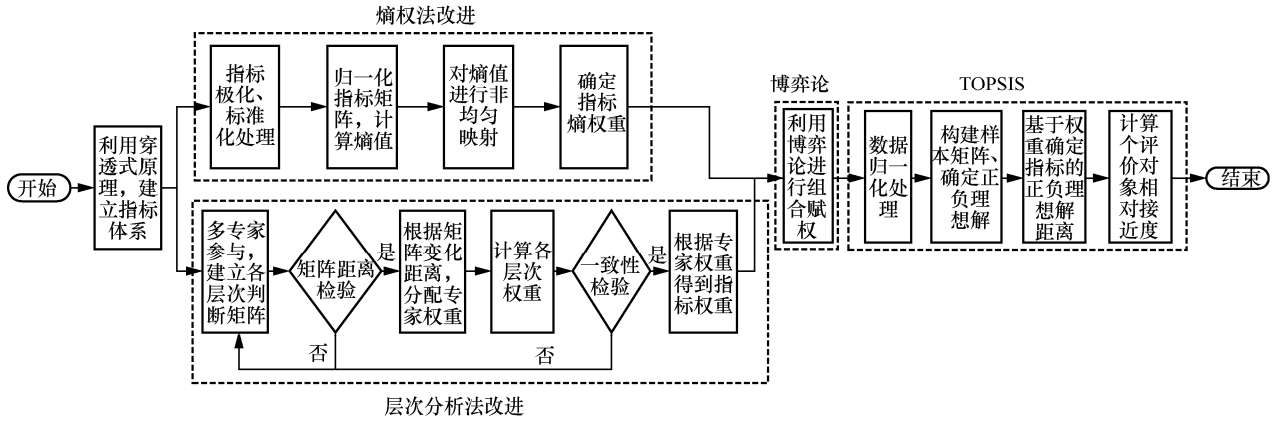 熵权法改进
开始
利用穿
透式原
理，建
立指标
体系
指标
极化、
标准
化处理
归一化
指标矩
阵，计
算熵值
对熵值
进行非
均匀
映射
确定
指标
熵权重
多专家
参与，
建立各
层次判
断矩阵
矩阵距离
检验
是
否
根据矩
阵变化
距离，
分配专
家权重
计算各
层次
权重
一致性
检验
是
否
根据专
家权重
得到指
标权重
层次分析法改进
博弈论
利用
博弈
论进
行组
合赋
权
TOPSIS
数据
归一
化处
理
构建样
本矩阵、
确定正
负理
想解
基于权
重确定
指标的
正负理
想解
距离
计算
个评
价对
象相
对接
近度
结束